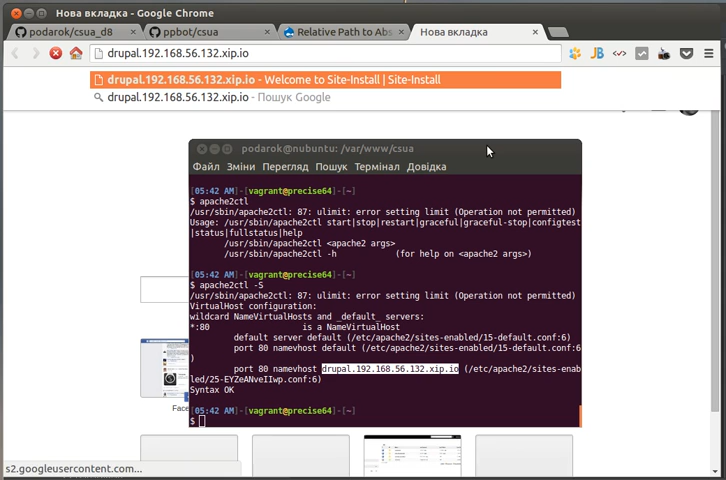 Нова вкладка - Google Chrome
podarok/csua_d8
ppbot/csua
Relative Path to Abs
Нова вкладка
drupal.192.168.56.132.xip.io
drupal.192.168.56.132.xip.io - Welcome to Site-Install | Site-Install
drupal.192.168.56.132.xip.io - Пошук Google
podarok@nubuntu: /var/www/csua
Файл Зміни Перегляд Пошук Термінал Довідка
[05:42 AM]-[vagrant@precise64]-[~]
$ apache2ctl
/usr/sbin/apache2ctl: 87: ulimit: error setting limit (Operation not permitted)
Usage: /usr/sbin/apache2ctl start|stop|restart|graceful|graceful-stop|configtest
|status|fullstatus|help
/usr/sbin/apache2ctl <apache2 args>
/usr/sbin/apache2ctl -h (for help on <apache2 args>)
[05:42 AM]-[vagrant@precise64]-[~]
$ apache2ctl -S
/usr/sbin/apache2ctl: 87: ulimit: error setting limit (Operation not permitted)
VirtualHost configuration:
wildcard NameVirtualHosts and _default_ servers:
*:80 is a NameVirtualHost
default server default (/etc/apache2/sites-enabled/15-default.conf:6)
port 80 namevhost default (/etc/apache2/sites-enabled/15-default.conf:6
)
port 80 namevhost drupal.192.168.56.132.xip.io (/etc/apache2/sites-enab
led/25-EYZeANveIIwp.conf:6)
Syntax OK
[05:42 AM]-[vagrant@precise64]-[~]
$
Face
s2.googleusercontent.com...